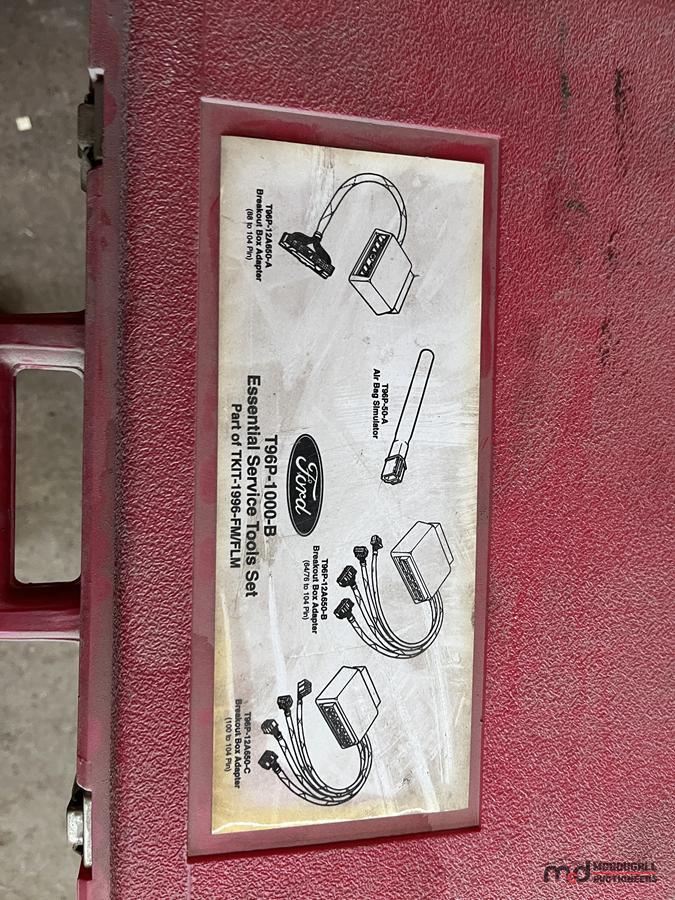 T96P-12A650-A
Breakout Box Adapter
(88 to 104 Pin)
T96P-50-A
Air Bag Simulator
Ford
T96P-1000-B
Essential Service Tools Set
Part of TKIT-1996-FM/FLM
T96P-12A650-B
Breakout Box Adapter
(64/76 to 104 Pin)
T96P-12A650-C
Breakout Box Adapter
(100 to 104 Pin)
md MCDOUGALL
AUCTIONEERS